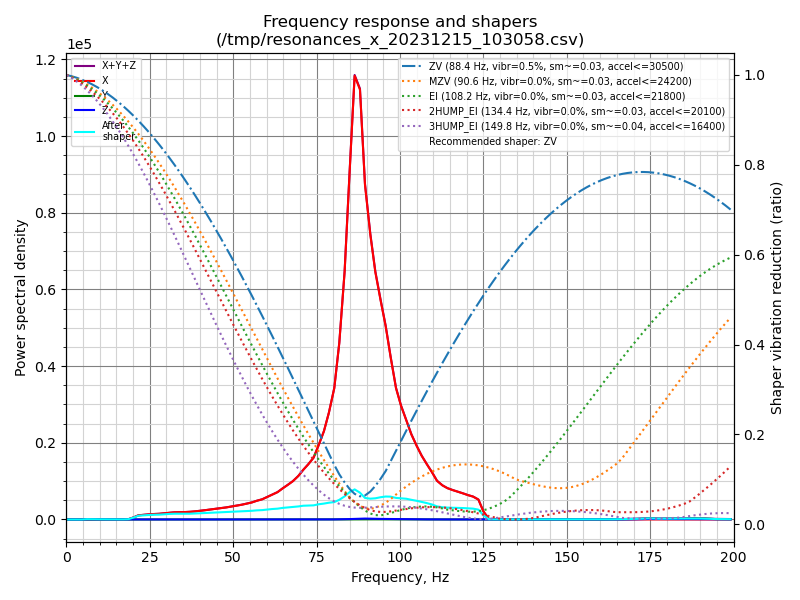 Frequency response and shapers
(/tmp/resonances_x_20231215_103058.csv)
1e5
X+Y+Z
X
Y
Z
After
shaper
ZV (88.4 Hz, vibr=0.5%, sm~=0.03, accel<=30500)
MZV (90.6 Hz, vibr=0.0%, sm~=0.03, accel<=24200)
EI (108.2 Hz, vibr=0.0%, sm~=0.03, accel<=21800)
2HUMP_EI (134.4 Hz, vibr=0.0%, sm~=0.03, accel<=20100)
3HUMP_EI (149.8 Hz, vibr=0.0%, sm~=0.04, accel<=16400)
Recommended shaper: ZV
1.2
1.0
0.8
0.6
0.4
0.2
0.0
Power spectral density
1.0
0.8
0.6
0.4
0.2
0.0
Shaper vibration reduction (ratio)
0 25 50 75 100 125 150 175 200
Frequency, Hz